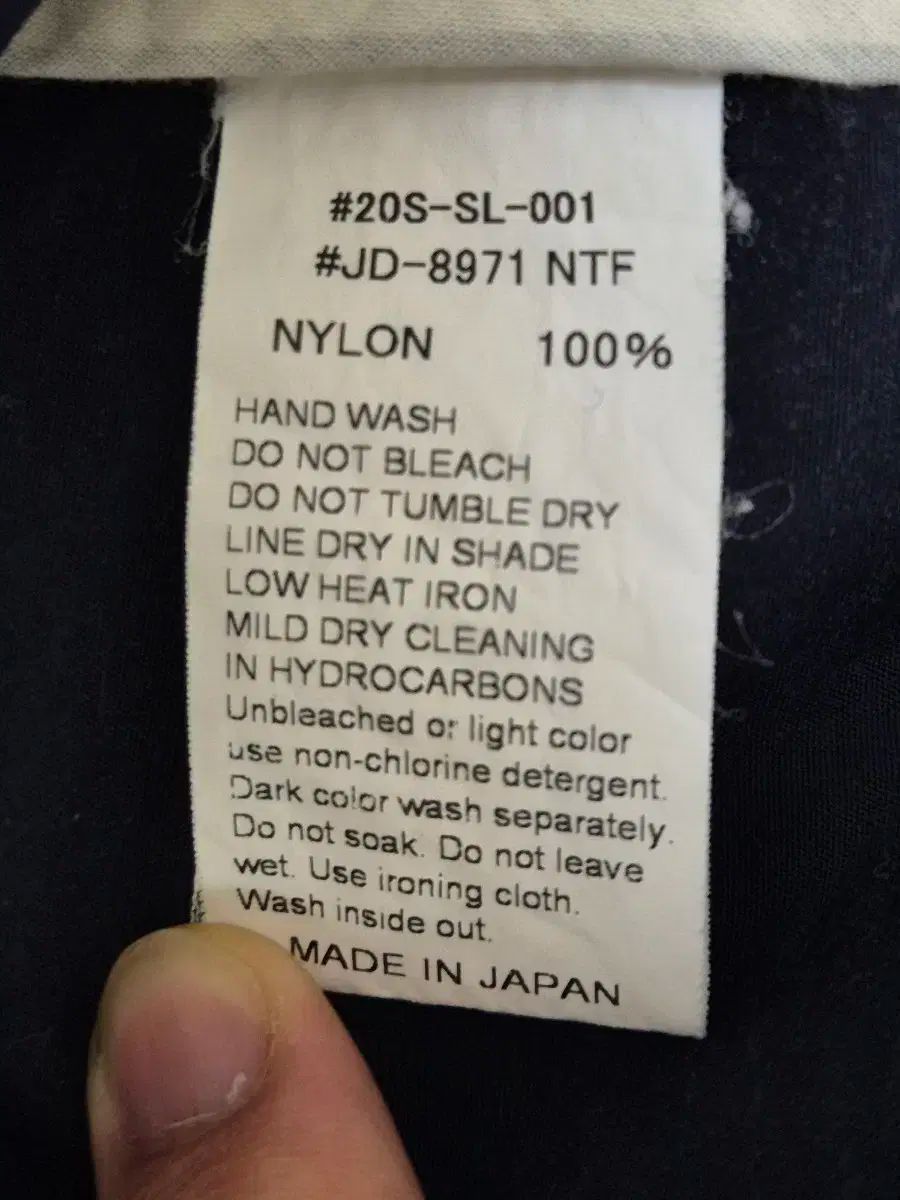 #20S-SL-001
#JD-8971 NTF
NYLON 100%
HAND WASH
DO NOT BLEACH
DO NOT TUMBLE DRY
LINE DRY IN SHADE
LOW HEAT IRON
MILD DRY CLEANING
IN HYDROCARBONS
Unbleached or light color
use non-chlorine detergent.
Dark color wash separately.
Do not soak. Do not leave
wet. Use ironing cloth.
Wash inside out.
MADE IN JAPAN